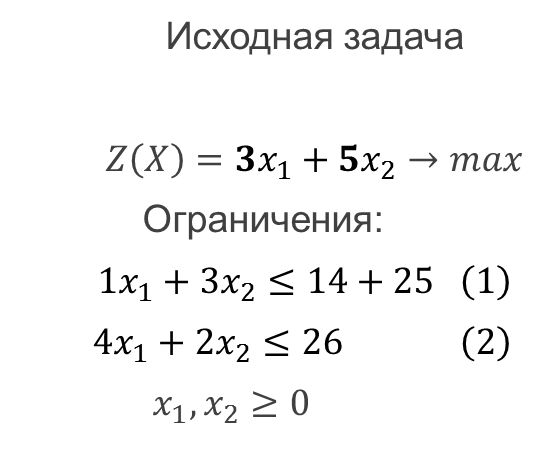 Исходная задача
Z(X) = 3x₁ + 5x₂ → max
Ограничения:
1x₁ + 3x₂ ≤ 14 + 25 (1)
4x₁ + 2x₂ ≤ 26 (2)
x₁, x₂ ≥ 0